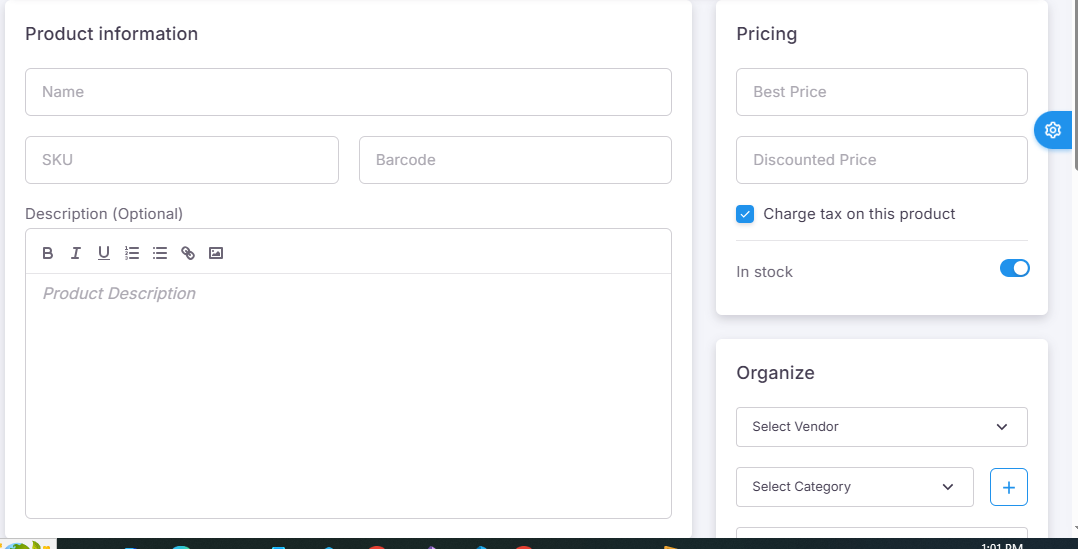 Product information
Name
SKU
Barcode
Description (Optional)
B I U
Product Description
Pricing
Best Price
Discounted Price
Charge tax on this product
In stock
Organize
Select Vendor
Select Category
+
1:01 PM